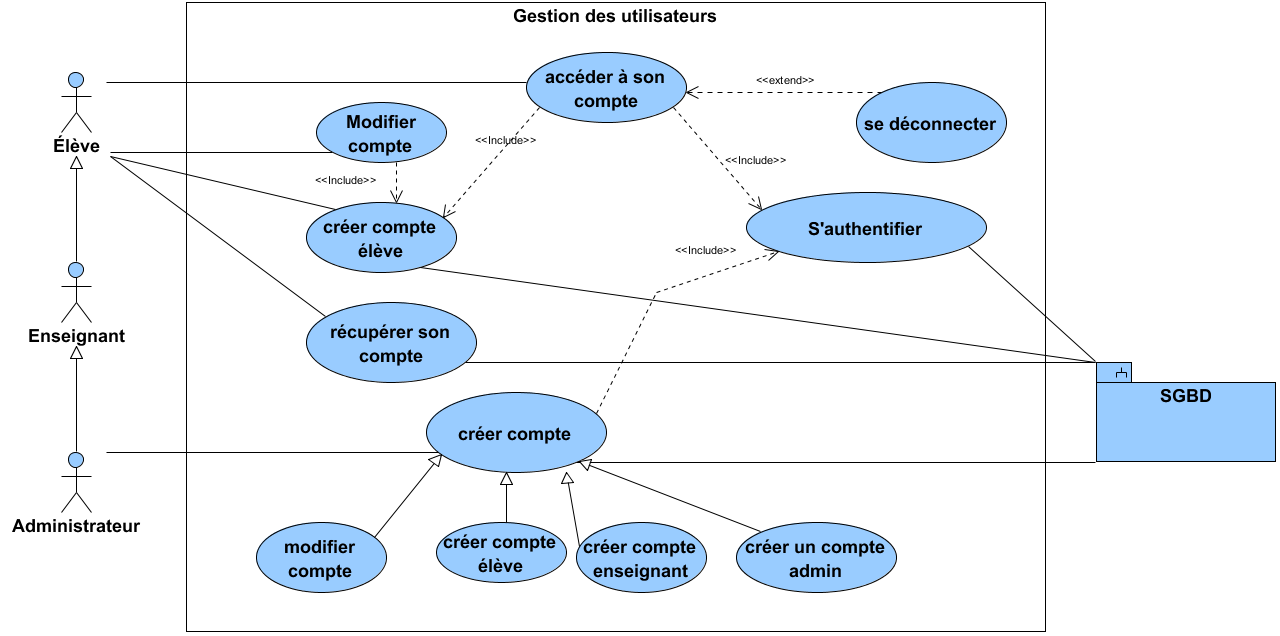 Gestion des utilisateurs
accéder à son
compte
<<extend>>
se déconnecter
Élève
Modifier
compte
<<Include>>
<<Include>>
<<Include>>
créer compte
élève
S'authentifier
<<Include>>
Enseignant
récupérer son
compte
SGBD
créer compte
Administrateur
modifier
compte
créer compte
élève
créer compte
enseignant
créer un compte
admin